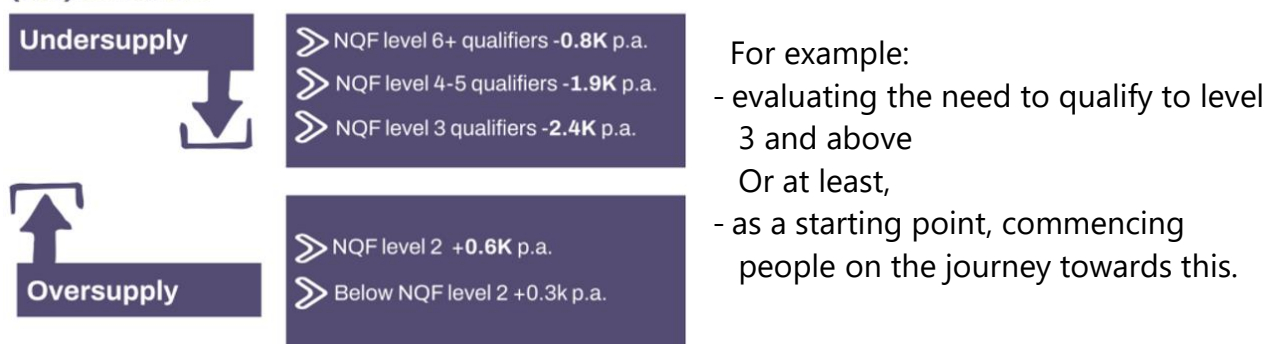 Undersupply
NQF level 6+ qualifiers -0.8K p.a.
NQF level 4-5 qualifiers -1.9K p.a.
NQF level 3 qualifiers -2.4K p.a.
Oversupply
NQF level 2 +0.6K p.a.
Below NQF level 2 +0.3k p.a.
For example:
- evaluating the need to qualify to level
3 and above
Or at least,
- as a starting point, commencing
people on the journey towards this.